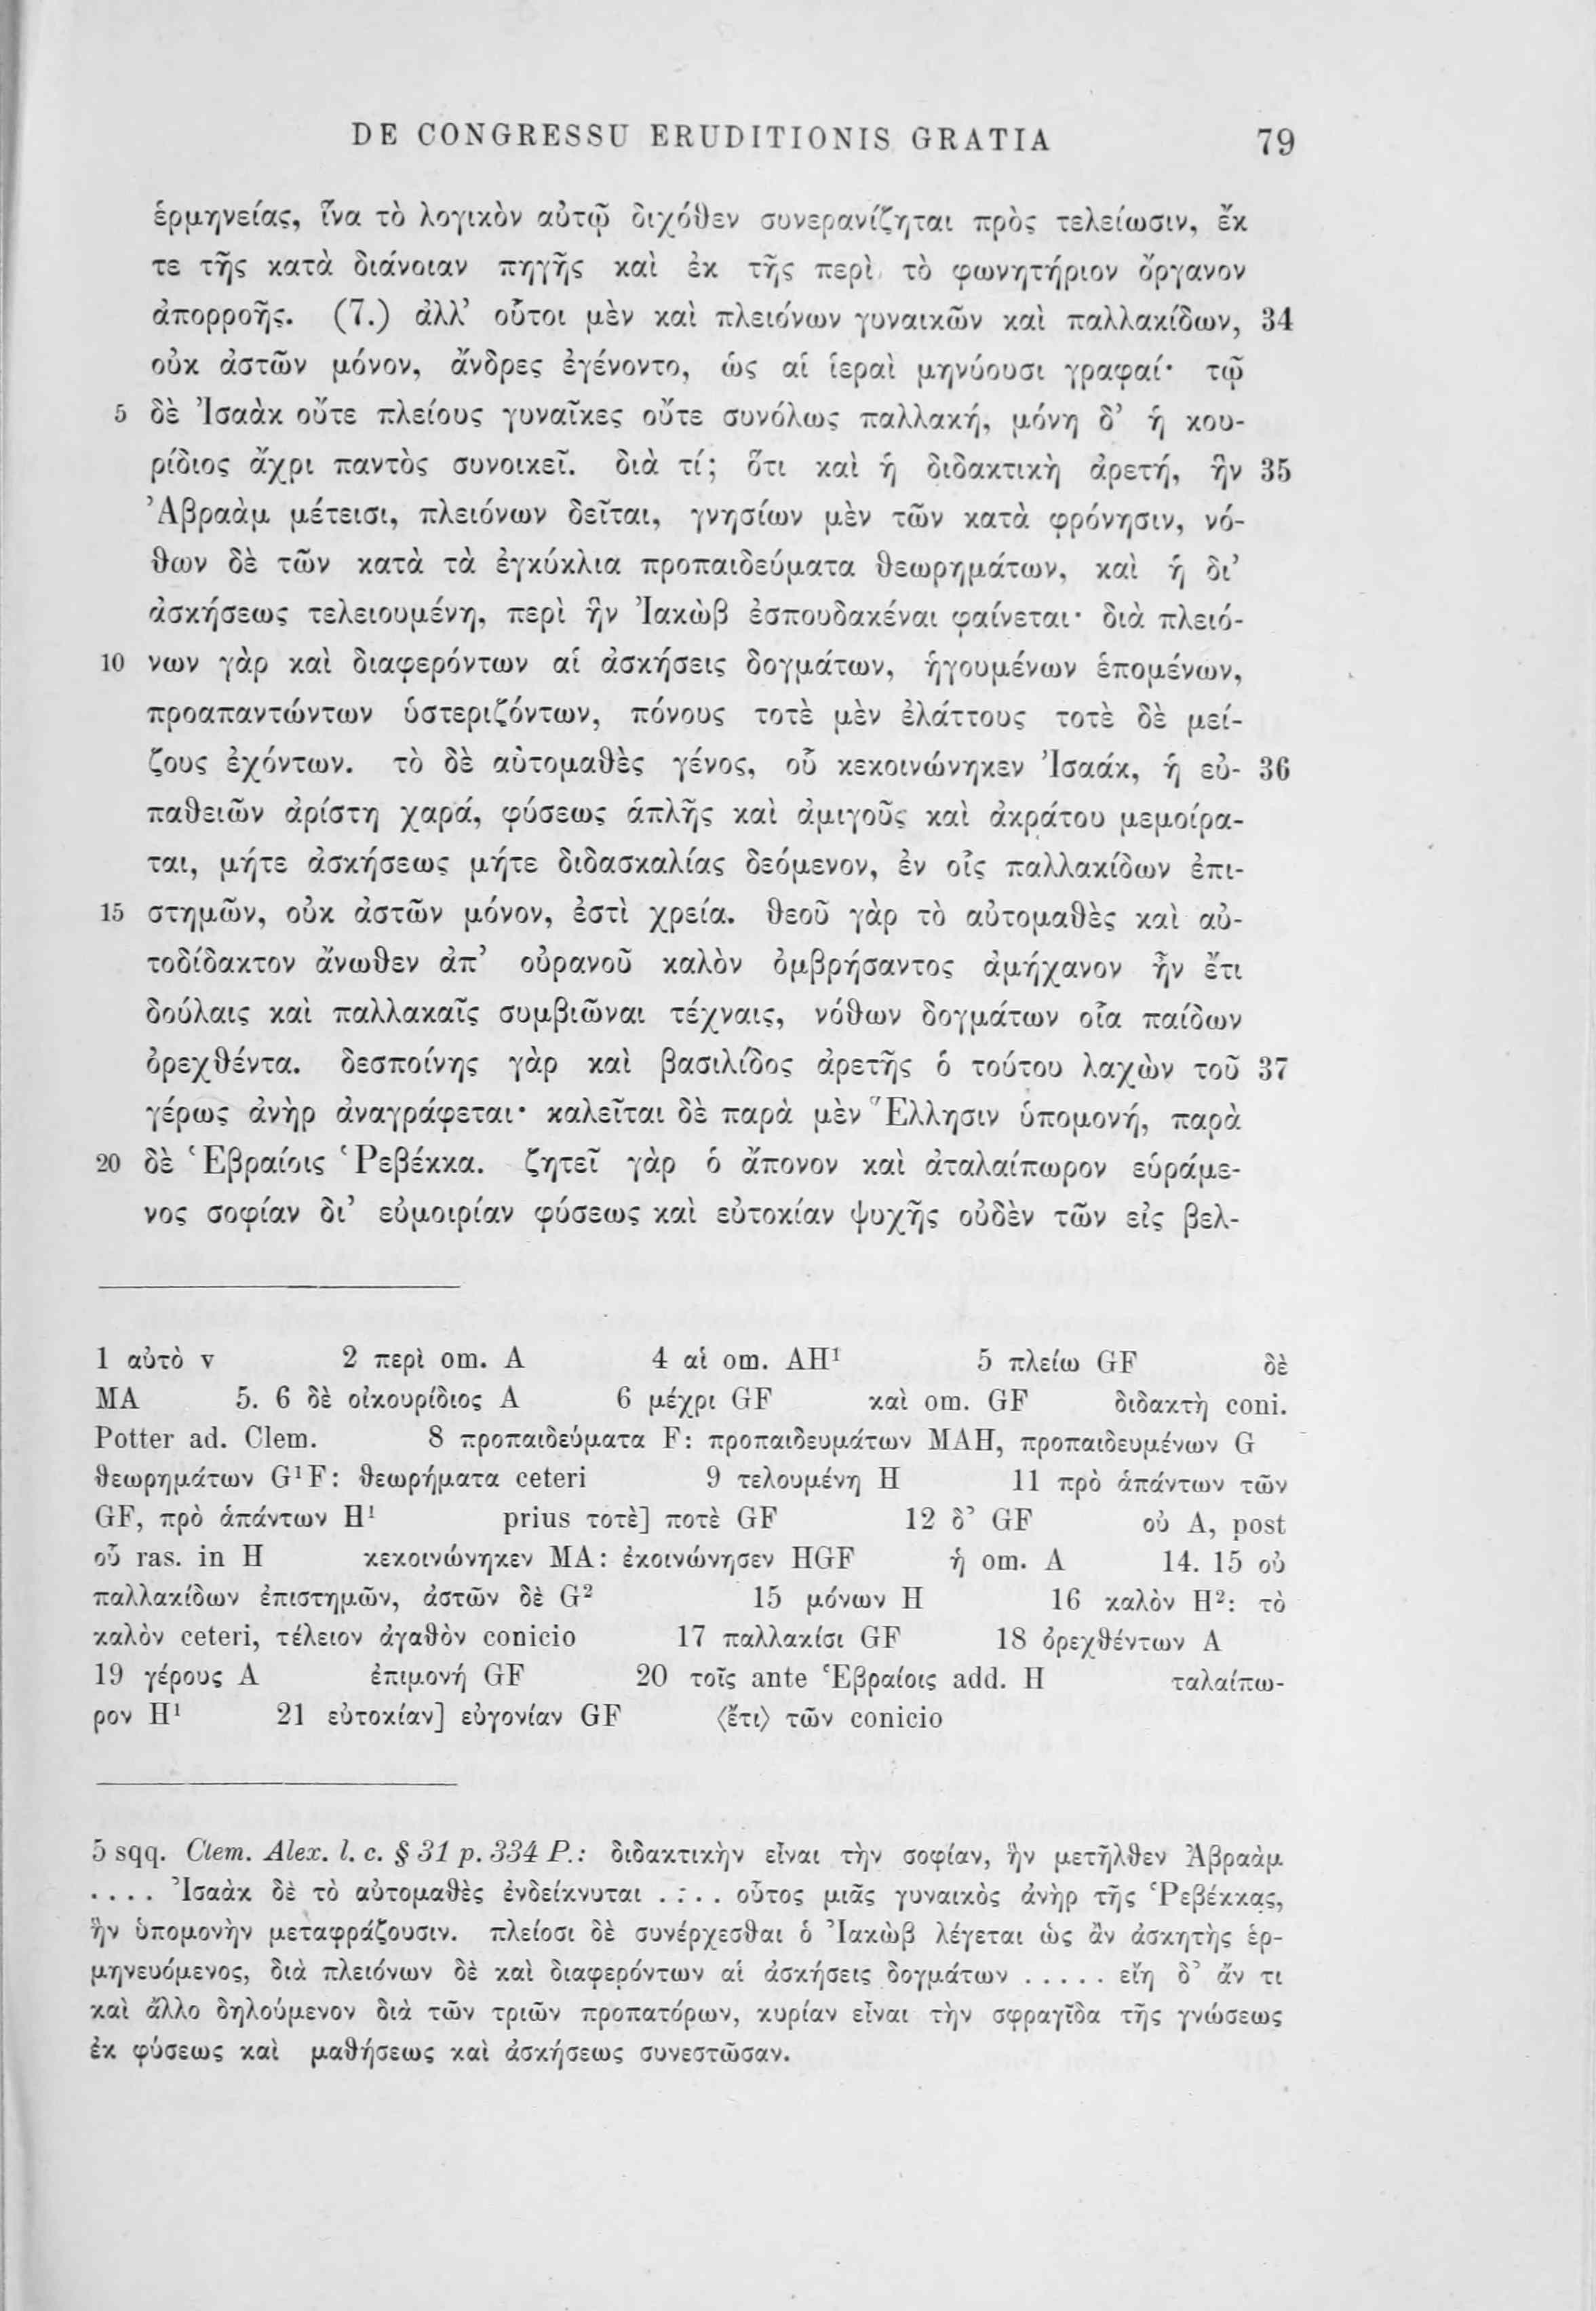 DE CONGRESSU ERUDITIONIS GRATIA 79
ἑρμηνείας, ἵνα τὸ λογικὸν αὐτῷ διχόθεν συνερανίζηται πρὸς τελείωσιν, ἔκ
τε τῆς κατὰ διάνοιαν πηγῆς καὶ ἐκ τῆς περὶ τὸ φωνητήριον ὄργανον
ἀπορροῆς. (7.) ἀλλ’ οὗτοι μὲν καὶ πλειόνων γυναικῶν καὶ παλλακίδων, 34
οὐκ ἀστῶν μόνον, ἄνδρες ἐγένοντο, ὡς αἱ ἱεραὶ μηνύουσι γραφαί· τῷ
5 δὲ Ἰσαὰκ οὔτε πλείους γυναῖκες οὔτε συνόλως παλλακή, μόνη δ’ ἡ κου-
ρίδιος ἄχρι παντὸς συνοικεῖ. διὰ τί; ὅτι καὶ ἡ διδακτικὴ ἀρετή, ἣν 35
Ἀβραὰμ μέτεισι, πλειόνων δεῖται, γνησίων μὲν τῶν κατὰ φρόνησιν, νό-
θων δὲ τῶν κατὰ τὰ ἐγκύκλια προπαιδεύματα θεωρημάτων, καὶ ἡ δι’
ἀσκήσεως τελειουμένη, περὶ ἣν Ἰακὼβ ἐσπουδακέναι φαίνεται· διὰ πλειό-
10 νων γὰρ καὶ διαφερόντων αἱ ἀσκήσεις δογμάτων, ἡγουμένων ἑπομένων,
προαπαντώντων ὑστεριζόντων, πόνους τοτὲ μὲν ἐλάττους τοτὲ δὲ μεί-
ζους ἐχόντων. τὸ δὲ αὐτομαθὲς γένος, οὗ κεκοινώνηκεν Ἰσαάκ, ἡ εὐ- 36
παθειῶν ἀρίστη χαρά, φύσεως ἁπλῆς καὶ ἀμιγοῦς καὶ ἀκράτου μεμοίρα-
ται, μήτε ἀσκήσεως μήτε διδασκαλίας δεόμενον, ἐν οἷς παλλακίδων ἐπι-
15 στημῶν, οὐκ ἀστῶν μόνον, ἐστὶ χρεία. θεοῦ γὰρ τὸ αὐτομαθὲς καὶ αὐ-
τοδίδακτον ἄνωθεν ἀπ’ οὐρανοῦ καλὸν ὀμβρήσαντος ἀμήχανον ἦν ἔτι
δούλαις καὶ παλλακαῖς συμβιῶναι τέχναις, νόθων δογμάτων οἷα παίδων
ὀρεχθέντα. δεσποίνης γὰρ καὶ βασιλίδος ἀρετῆς ὁ τούτου λαχὼν τοῦ 37
γέρως ἀνὴρ ἀναγράφεται· καλεῖται δὲ παρὰ μὲν Ἕλλησιν ὑπομονή, παρὰ
20 δὲ Ἑβραίοις Ῥεβέκκα. ζητεῖ γὰρ ὁ ἄπονον καὶ ἀταλαίπωρον εὑράμε-
νος σοφίαν δι’ εὐμοιρίαν φύσεως καὶ εὐτοκίαν ψυχῆς οὐδὲν τῶν εἰς βελ-
1 αὐτὸ v 2 περὶ om. A 4 αἱ om. AH¹ 5 πλείω GF δὲ
MA 5. 6 δὲ οἰκουρίδιος A 6 μέχρι GF καὶ om. GF διδακτὴ coni.
Potter ad. Clem. 8 προπαιδεύματα F: προπαιδευμάτων MAH, προπαιδευμένων G
θεωρημάτων G¹F: θεωρήματα ceteri 9 τελουμένη H 11 πρὸ ἁπάντων τῶν
GF, πρὸ ἁπάντων H¹ prius τοτὲ] ποτὲ GF 12 δ’ GF οὐ A, post
οὗ ras. in H κεκοινώνηκεν MA: ἐκοινώνησεν HGF ἡ om. A 14. 15 οὐ
παλλακίδων ἐπιστημῶν, ἀστῶν δὲ G² 15 μόνων H 16 καλὸν H²: τὸ
καλὸν ceteri, τέλειον ἀγαθὸν conicio 17 παλλακίσι GF 18 ὀρεχθέντων A
19 γέρους A ἐπιμονή GF 20 τοῖς ante Ἑβραίοις add. H ταλαίπω-
ρον H¹ 21 εὐτοκίαν] εὐγονίαν GF ⟨ἔτι⟩ τῶν conicio
5 sqq. Clem. Alex. l. c. § 31 p. 334 P.: διδακτικὴν εἶναι τὴν σοφίαν, ἣν μετῆλθεν Ἀβραὰμ
.... Ἰσαὰκ δὲ τὸ αὐτομαθὲς ἐνδείκνυται .... οὗτος μιᾶς γυναικὸς ἀνὴρ τῆς Ῥεβέκκας,
ἣν ὑπομονὴν μεταφράζουσιν. πλείοσι δὲ συνέρχεσθαι ὁ Ἰακὼβ λέγεται ὡς ἂν ἀσκητὴς ἑρ-
μηνευόμενος, διὰ πλειόνων δὲ καὶ διαφερόντων αἱ ἀσκήσεις δογμάτων ..... εἴη δ’ ἄν τι
καὶ ἄλλο δηλούμενον διὰ τῶν τριῶν προπατόρων, κυρίαν εἶναι τὴν σφραγῖδα τῆς γνώσεως
ἐκ φύσεως καὶ μαθήσεως καὶ ἀσκήσεως συνεστῶσαν.